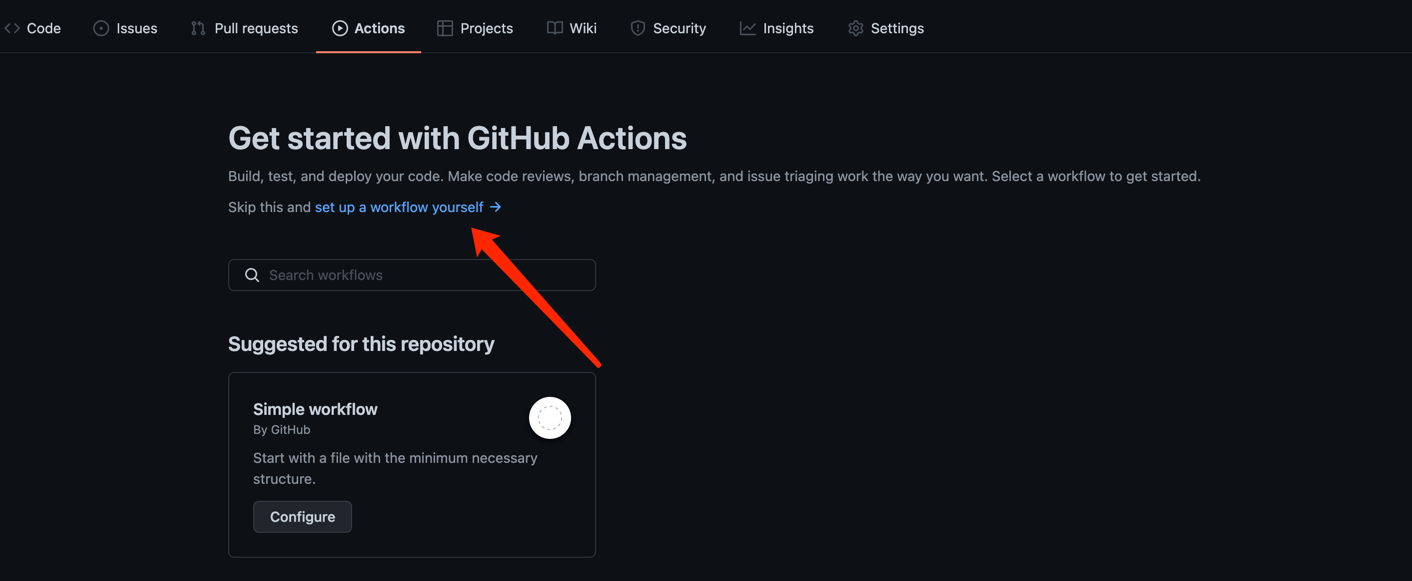 Code Issues Pull requests Actions Projects Wiki Security Insights Settings
Get started with GitHub Actions
Build, test, and deploy your code. Make code reviews, branch management, and issue triaging work the way you want. Select a workflow to get started.
Skip this and set up a workflow yourself →
Search workflows
Suggested for this repository
Simple workflow
By GitHub
Start with a file with the minimum necessary
structure.
Configure